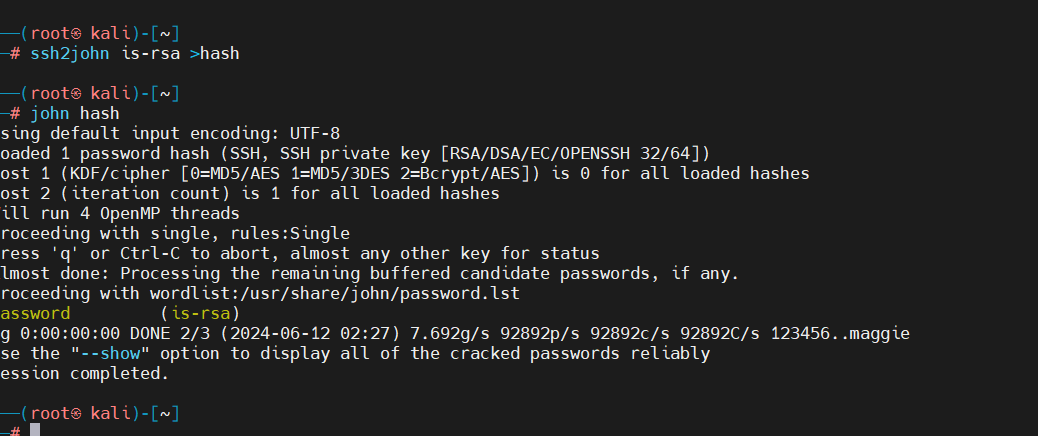 ──(root㉿ kali)-[~]
─# ssh2john is-rsa >hash
──(root㉿ kali)-[~]
─# john hash
sing default input encoding: UTF-8
oaded 1 password hash (SSH, SSH private key [RSA/DSA/EC/OPENSSH 32/64])
ost 1 (KDF/cipher [0=MD5/AES 1=MD5/3DES 2=Bcrypt/AES]) is 0 for all loaded hashes
ost 2 (iteration count) is 1 for all loaded hashes
ill run 4 OpenMP threads
roceeding with single, rules:Single
ress 'q' or Ctrl-C to abort, almost any other key for status
lmost done: Processing the remaining buffered candidate passwords, if any.
roceeding with wordlist:/usr/share/john/password.lst
assword         (is-rsa)
g 0:00:00:00 DONE 2/3 (2024-06-12 02:27) 7.692g/s 92892p/s 92892c/s 92892C/s 123456..maggie
se the "--show" option to display all of the cracked passwords reliably
ession completed.
──(root㉿ kali)-[~]
─#